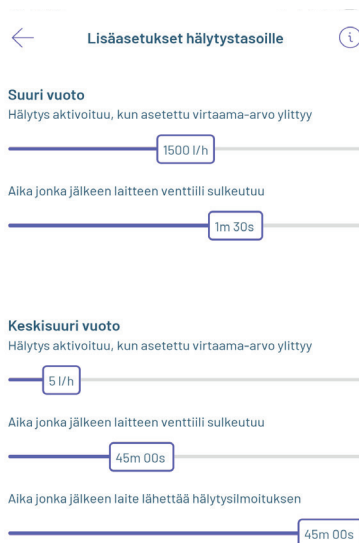 Lisäasetukset hälytystasoille
i
Suuri vuoto
Hälytys aktivoituu, kun asetettu virtaama-arvo ylittyy
1500 l/h
Aika jonka jälkeen laitteen venttiili sulkeutuu
1m 30s
Keskisuuri vuoto
Hälytys aktivoituu, kun asetettu virtaama-arvo ylittyy
5 l/h
Aika jonka jälkeen laitteen venttiili sulkeutuu
45m 00s
Aika jonka jälkeen laite lähettää hälytysilmoituksen
45m 00s